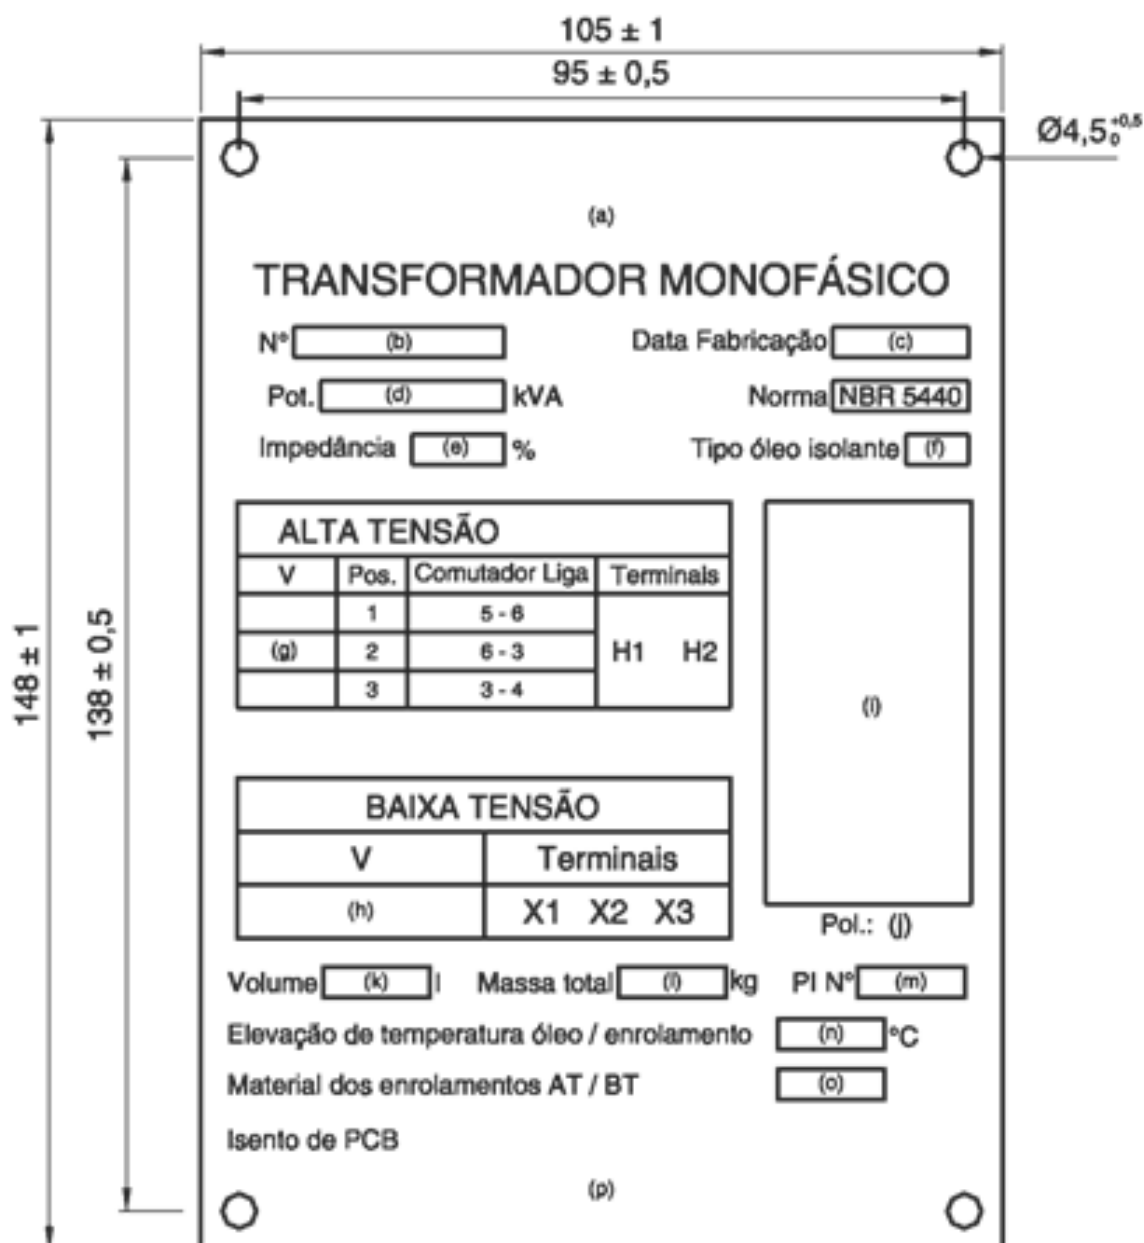 105 ± 1
95 ± 0,5
Ø4,5 +0,5 0
(a)
TRANSFORMADOR MONOFÁSICO
N° (b) Data Fabricação (c)
Pot. (d) kVA Norma NBR 5440
Impedância (e) % Tipo óleo isolante (f)
ALTA TENSÃO
V Pos. Comutador Liga Terminais
1 5 - 6
(g) 2 6 - 3 H1 H2
3 3 - 4
(i)
148 ± 1
138 ± 0,5
BAIXA TENSÃO
V Terminais
(h) X1 X2 X3
Pol.: (j)
Volume (k) l Massa total (l) kg PI N° (m)
Elevação de temperatura óleo / enrolamento (n) °C
Material dos enrolamentos AT / BT (o)
Isento de PCB
(p)